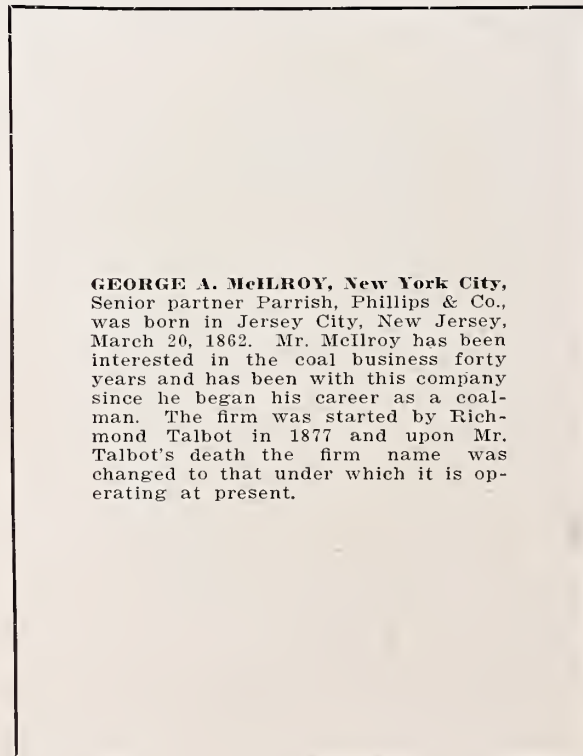 GEORGE A. McILROY, New York City,
Senior partner Parrish, Phillips & Co.,
was born in Jersey City, New Jersey,
March 20, 1862. Mr. McIlroy has been
interested in the coal business forty
years and has been with this company
since he began his career as a coal-
man. The firm was started by Rich-
mond Talbot in 1877 and upon Mr.
Talbot's death the firm name was
changed to that under which it is op-
erating at present.